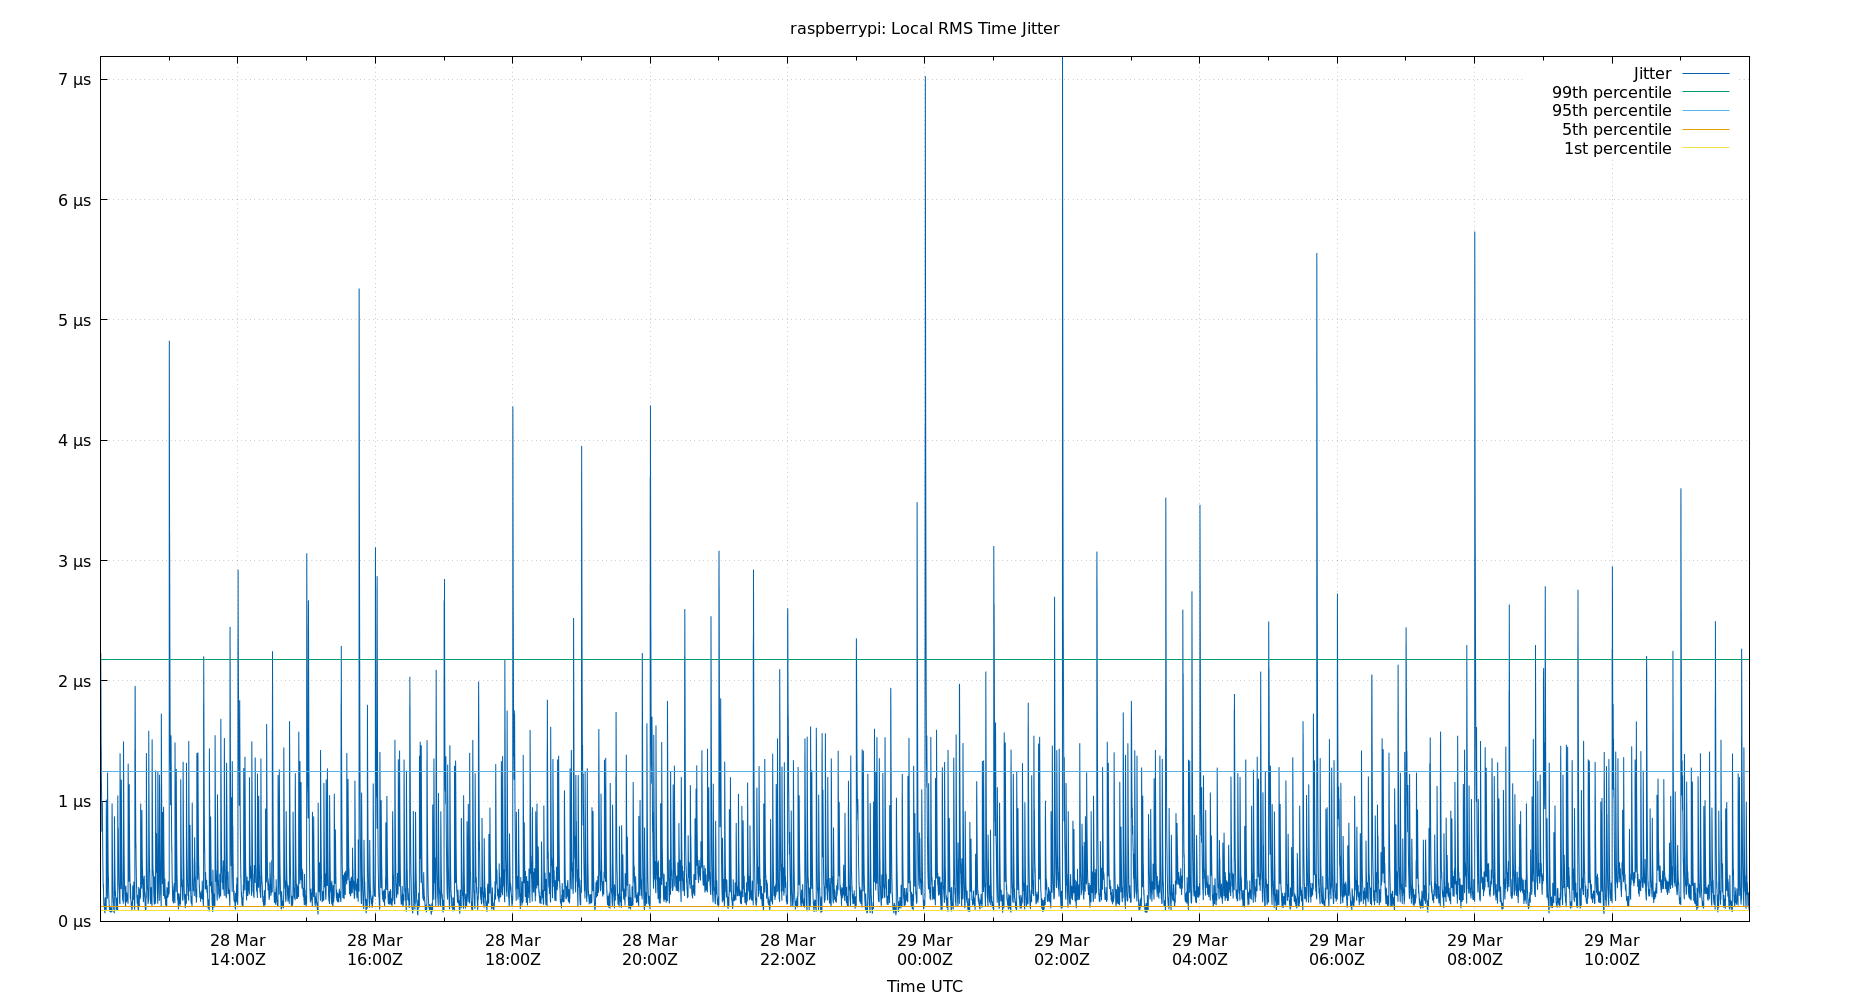 raspberrypi: Local RMS Time Jitter
Jitter
99th percentile
95th percentile
5th percentile
1st percentile
7 µs
6 µs
5 µs
4 µs
3 µs
2 µs
1 µs
0 µs
28 Mar 28 Mar 28 Mar 28 Mar 28 Mar 29 Mar 29 Mar 29 Mar 29 Mar 29 Mar 29 Mar
14:00Z 16:00Z 18:00Z 20:00Z 22:00Z 00:00Z 02:00Z 04:00Z 06:00Z 08:00Z 10:00Z
Time UTC